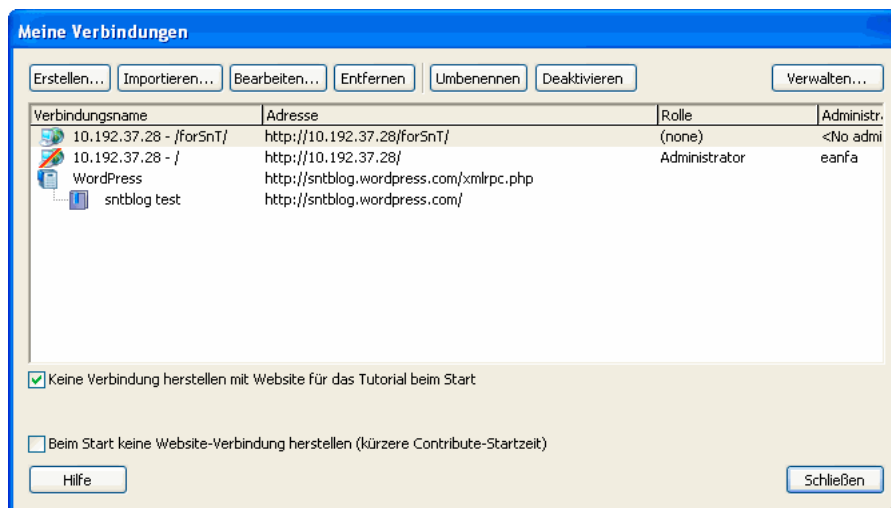 Meine Verbindungen
Erstellen... Importieren... Bearbeiten... Entfernen Umbenennen Deaktivieren Verwalten...
Verbindungsname Adresse Rolle Administr
10.192.37.28 - /forSnT/ http://10.192.37.28/forSnT/ (none) <No admi
10.192.37.28 - / http://10.192.37.28/ Administrator eanfa
WordPress http://sntblog.wordpress.com/xmlrpc.php
sntblog test http://sntblog.wordpress.com/
Keine Verbindung herstellen mit Website für das Tutorial beim Start
Beim Start keine Website-Verbindung herstellen (kürzere Contribute-Startzeit)
Hilfe Schließen